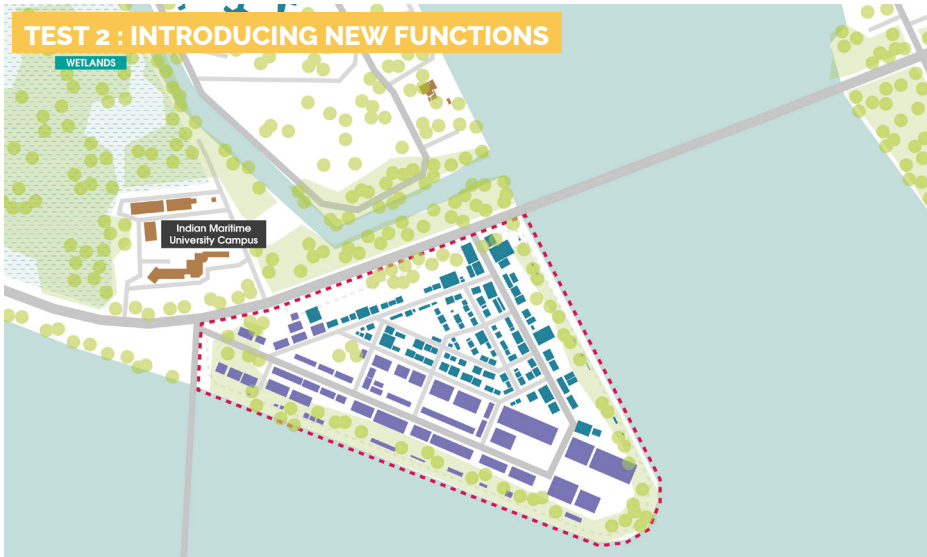 TEST 2 : INTRODUCING NEW FUNCTIONS
WETLANDS
Indian Maritime
University Campus